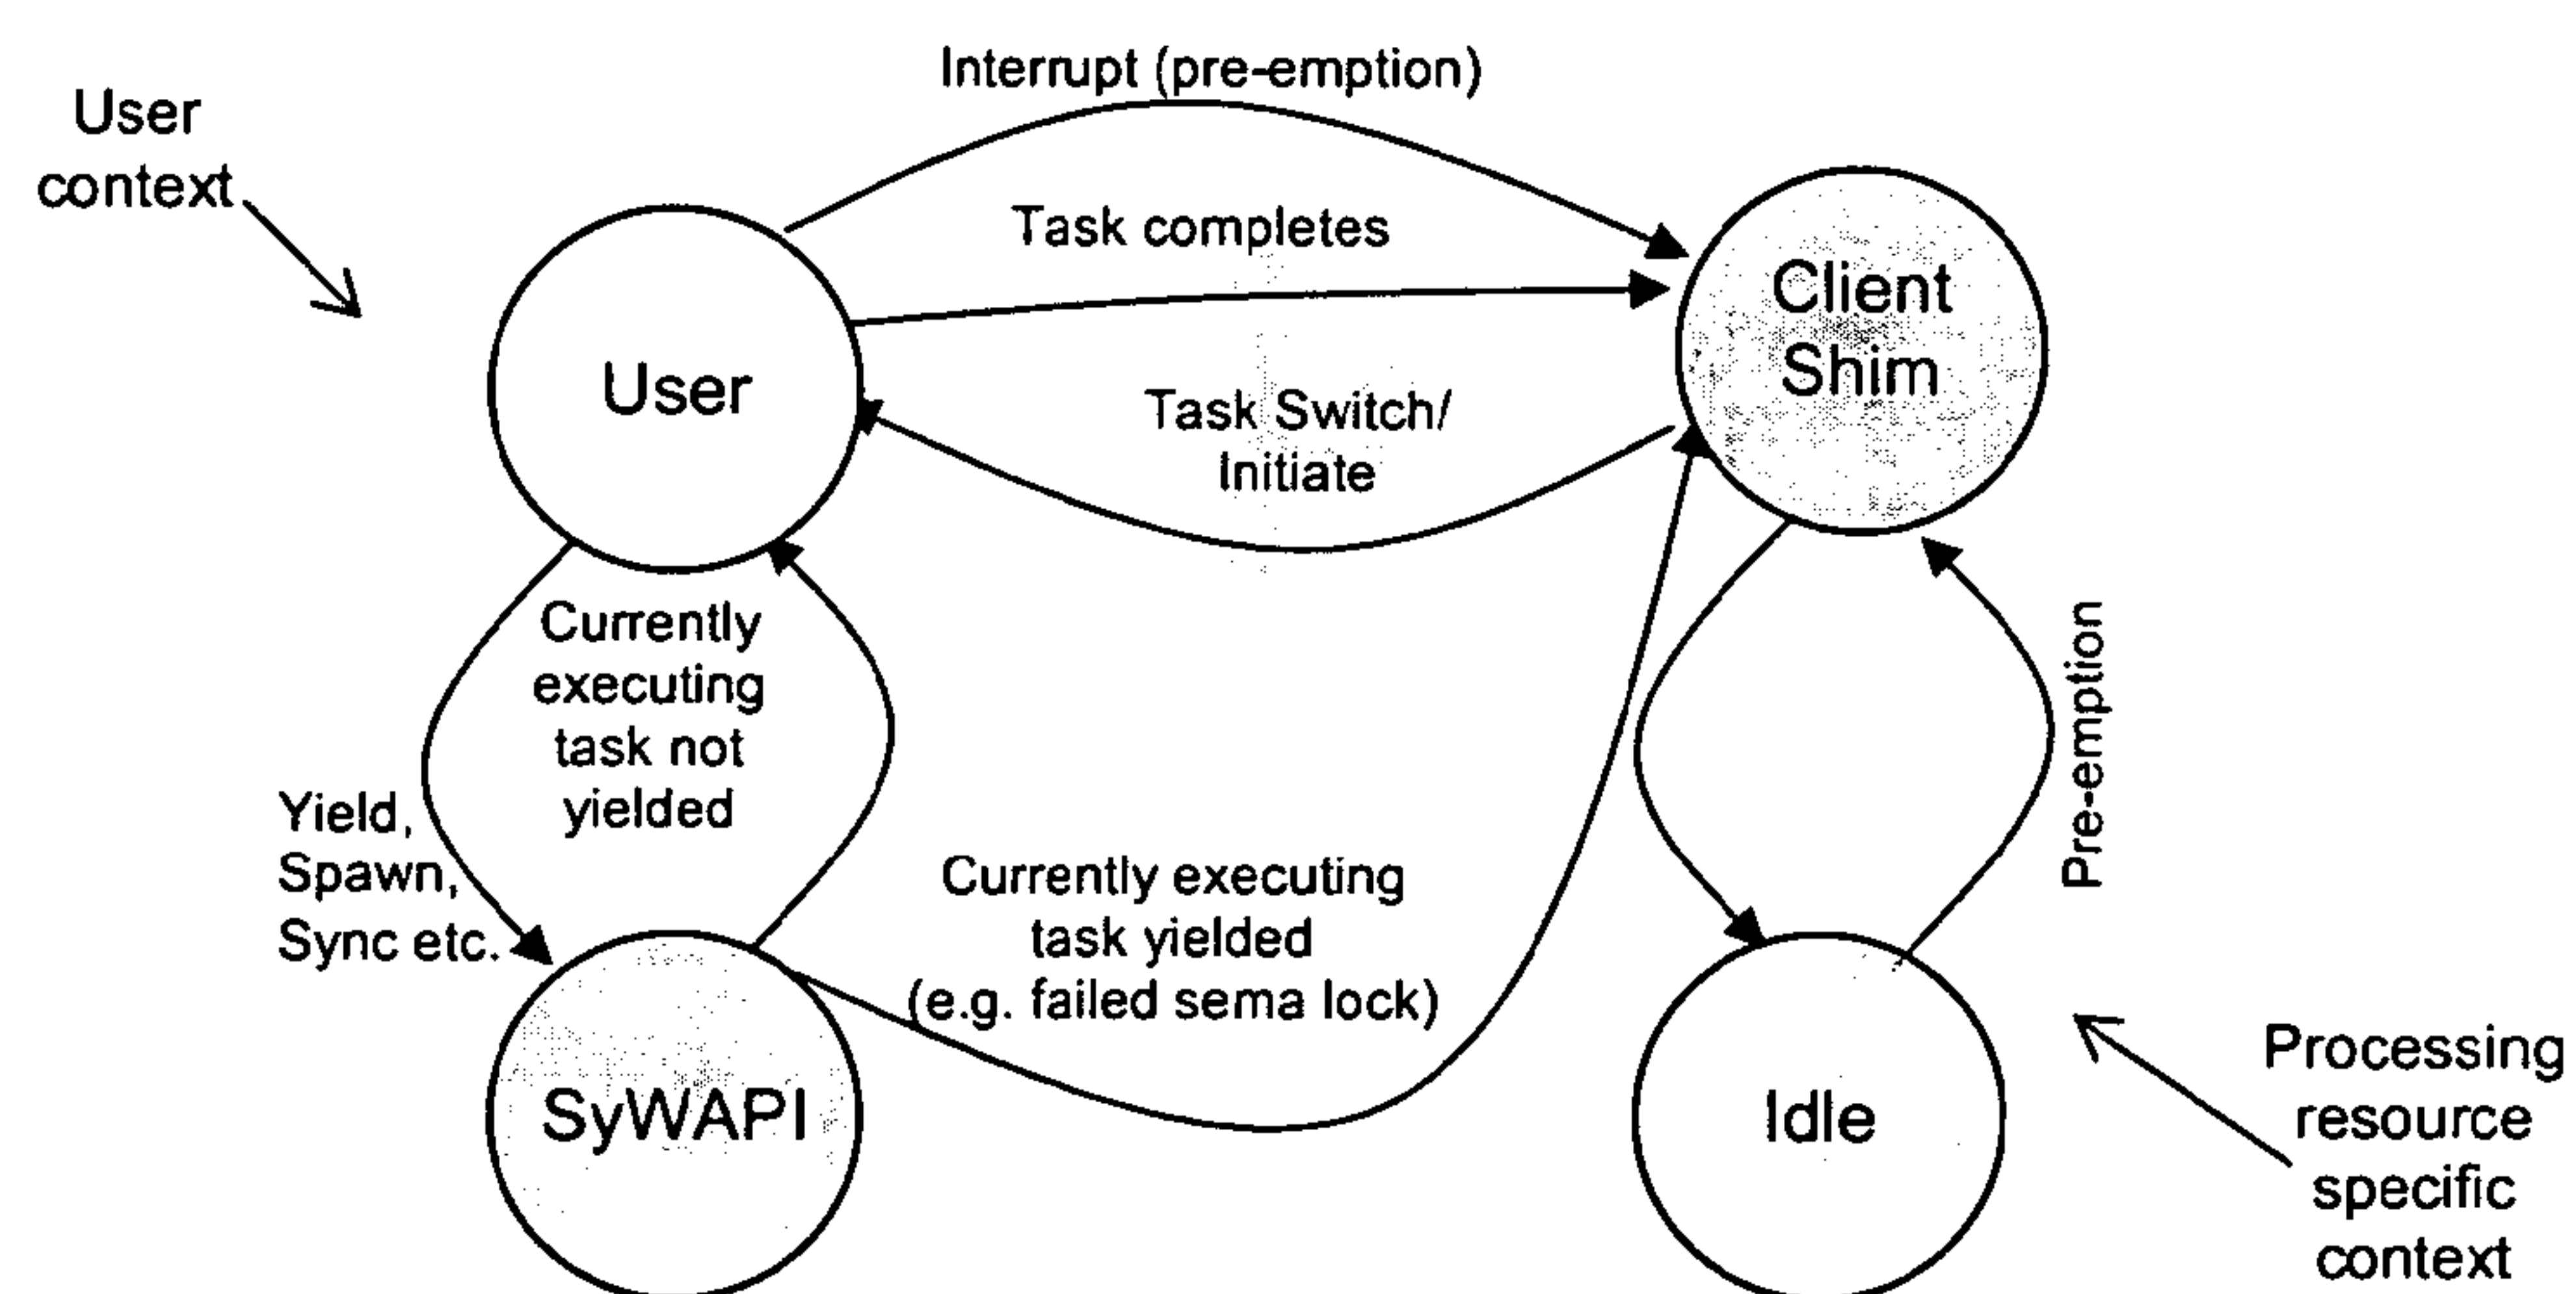 Interrupt (pre-emption)
User
context
Task completes
Client
Shim
User
Task Switch/
Initiate
Currently
executing
task not
yielded
Yield,
Spawn,
Sync etc.
Pre-emption
Currently executing
task yielded
(e.g. failed sema lock)
SyWAPI
Idle
Processing
resource
specific
context